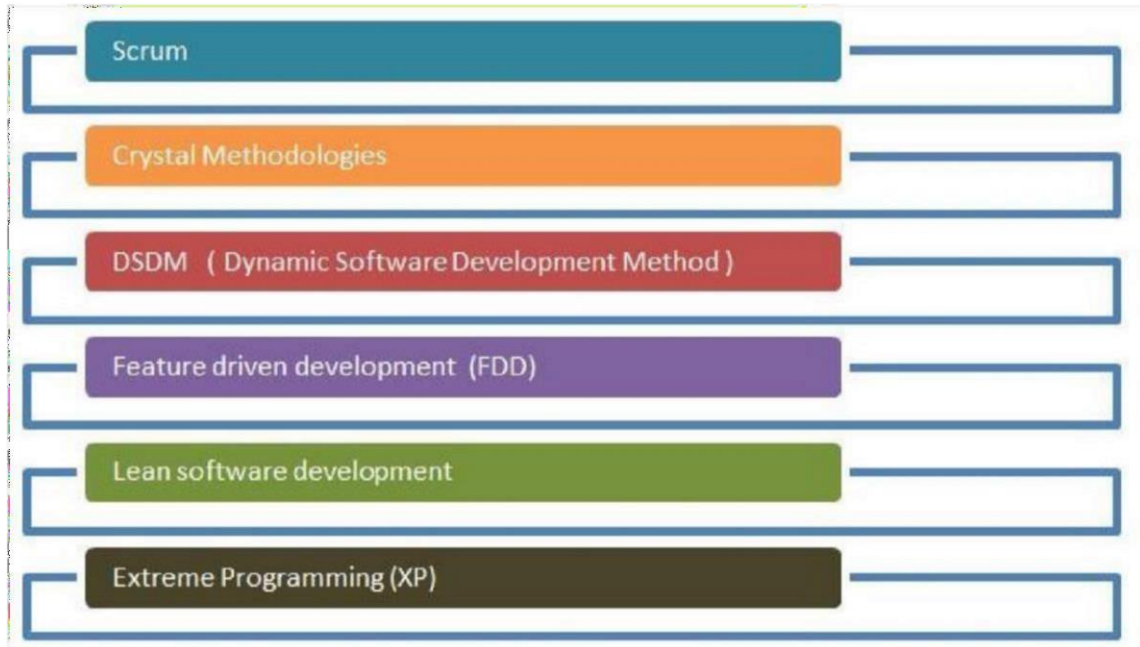 Scrum
Crystal Methodologies
DSDM ( Dynamic Software Development Method )
Feature driven development (FDD)
Lean software development
Extreme Programming (XP)